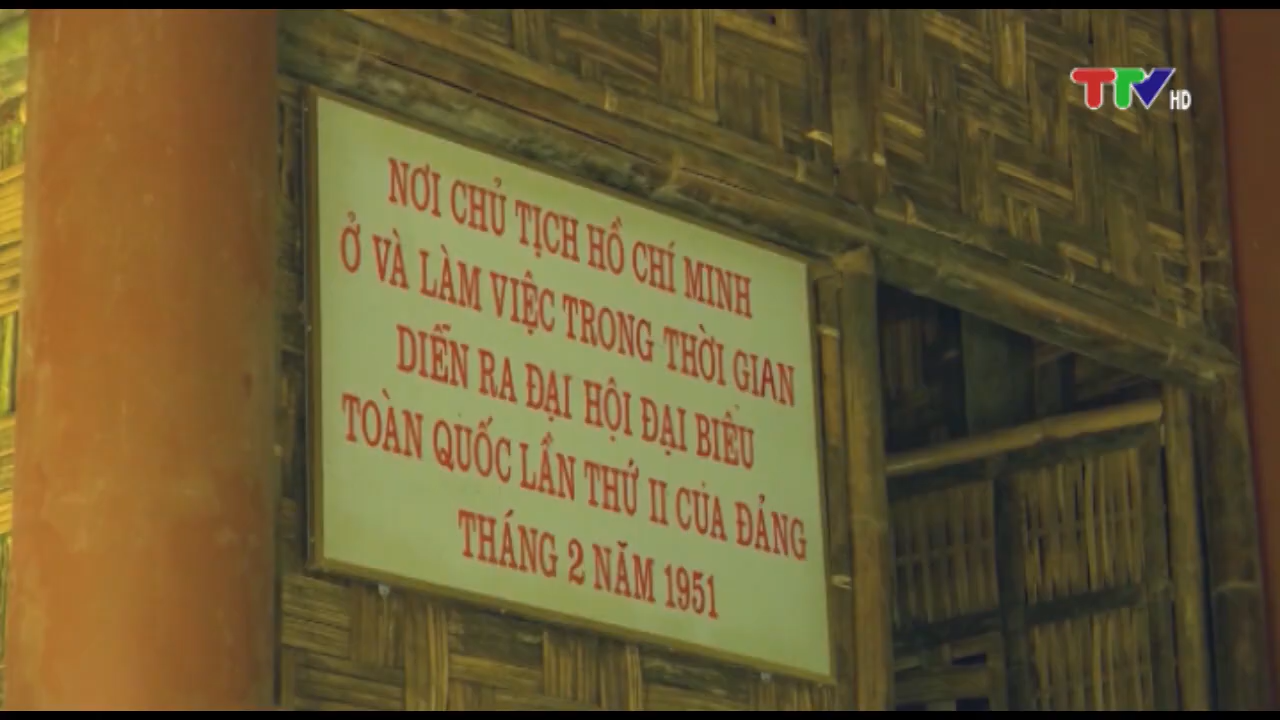 TTV HD
NƠI CHỦ TỊCH HỒ CHÍ MINH
Ở VÀ LÀM VIỆC TRONG THỜI GIAN
DIỄN RA ĐẠI HỘI ĐẠI BIỂU
TOÀN QUỐC LẦN THỨ II CỦA ĐẢNG
THÁNG 2 NĂM 1951